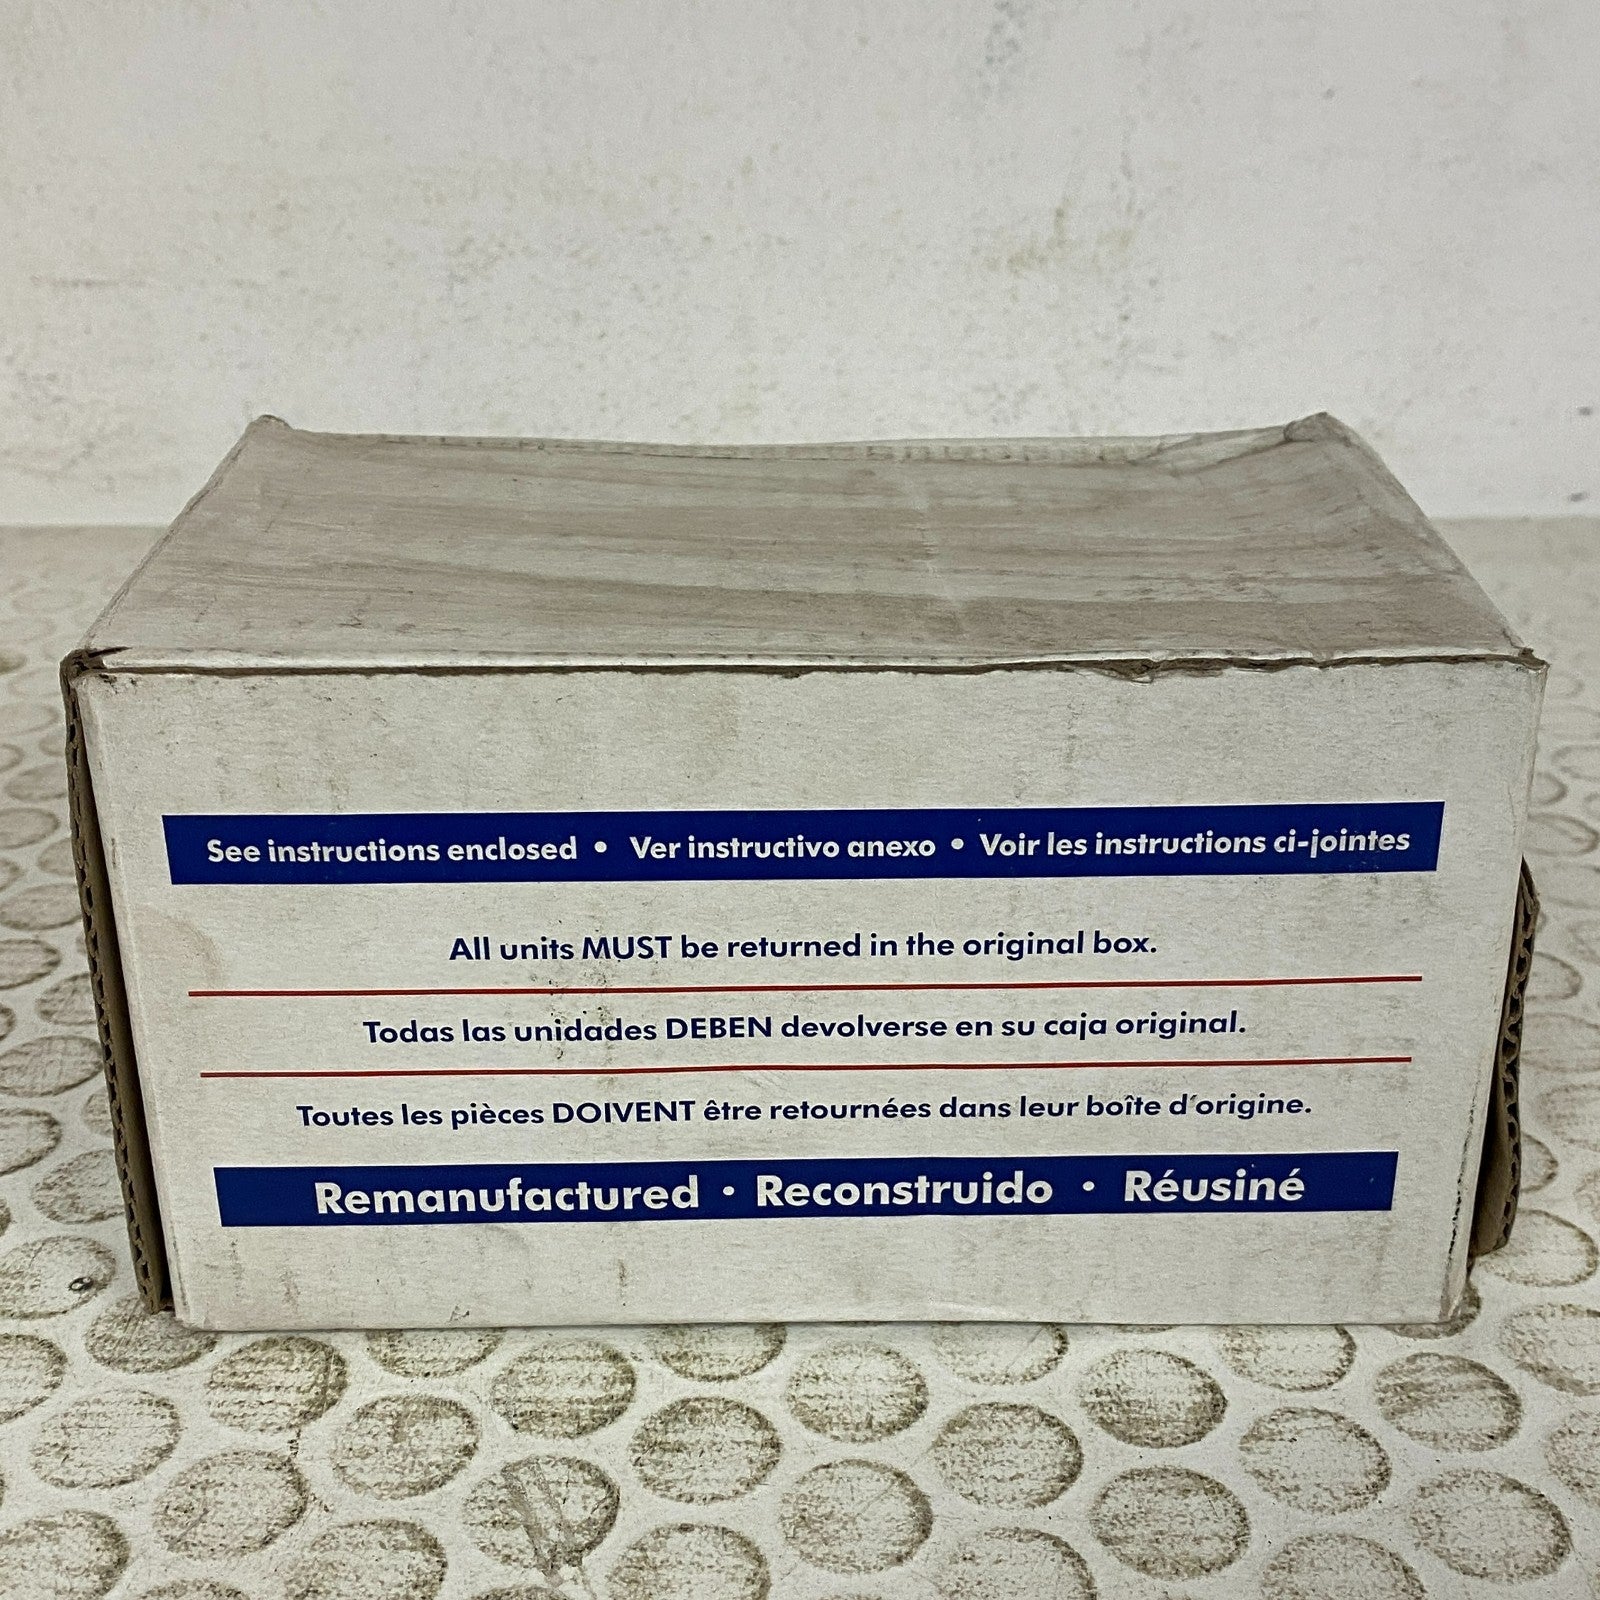 See instructions enclosed • Ver instructivo anexo • Voir les instructions ci-jointes
All units MUST be returned in the original box.
Todas las unidades DEBEN devolverse en su caja original.
Toutes les pièces DOIVENT être retournées dans leur boîte d'origine.
Remanufactured • Reconstruido • Réusiné